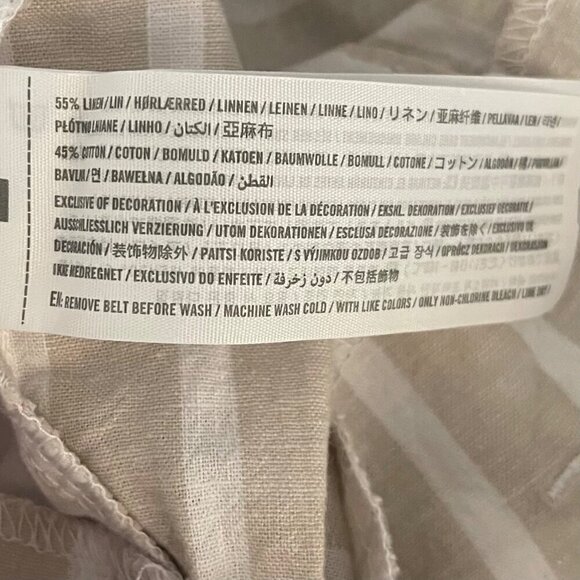 55% LINEN / LIN / HØRLÆRRED / LINNEN / LEINEN / LINNE / LINO / リネン / 亚麻纤维 / PELLAVAA / LEN /
PŁÓTNO LNIANE / LINHO / الكتان / 亞麻布
45% COTTON / COTON / BOMULD / KATOEN / BAUMWOLLE / BOMULL / COTONE / コットン / ALGODÓN / 棉 /
BAVLN / 면 / BAWEŁNA / ALGODÃO / القطن
EXCLUSIVE OF DECORATION / À L'EXCLUSION DE LA DÉCORATION / EKSKL. DEKORATION / EXCLUSIEF DECORATIE /
AUSSCHLIESSLICH VERZIERUNG / UTOM DEKORATIONEN / ESCLUSA DECORAZIONE / 装飾を除く / EXCLUSIVO DE
DECORACIÓN / 装饰物除外 / PAITSI KORISTE / S VÝJIMKOU OZDOB / 고급 장식 / OPRÓCZ DEKORACJI / DEKORASJON
IKKE MEDREGNET / EXCLUSIVO DO ENFEITE / دون زخرفة / 不包括飾物
EN: REMOVE BELT BEFORE WASH / MACHINE WASH COLD / WITH LIKE COLORS / ONLY NON-CHLORINE BLEACH / LINE DRY /